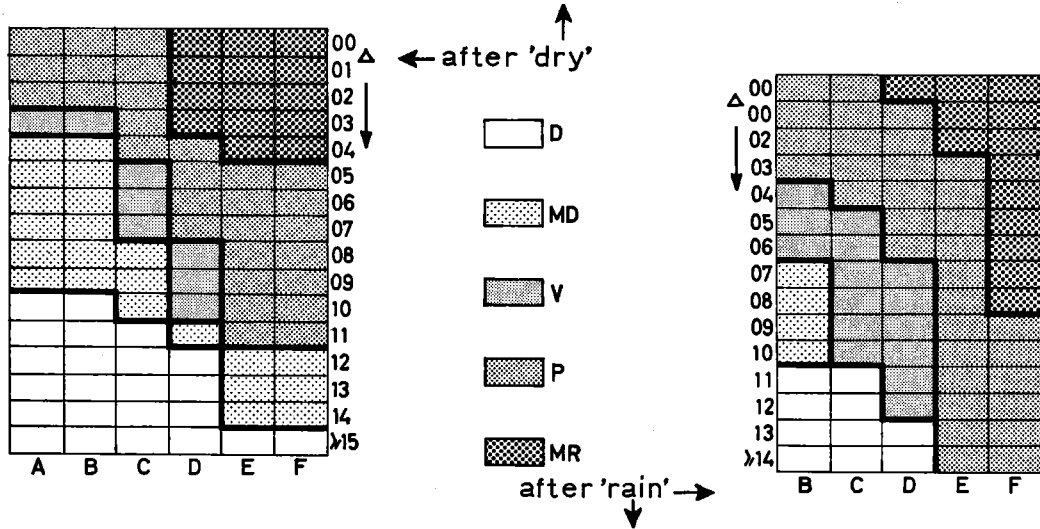 00
Δ
01
02
03
04
05
06
07
08
09
10
11
12
13
14
≥15
A B C D E F
after 'dry'
D
MD
V
P
MR
after 'rain'
00
Δ
00
02
03
04
05
06
07
08
09
10
11
12
13
≥14
B C D E F